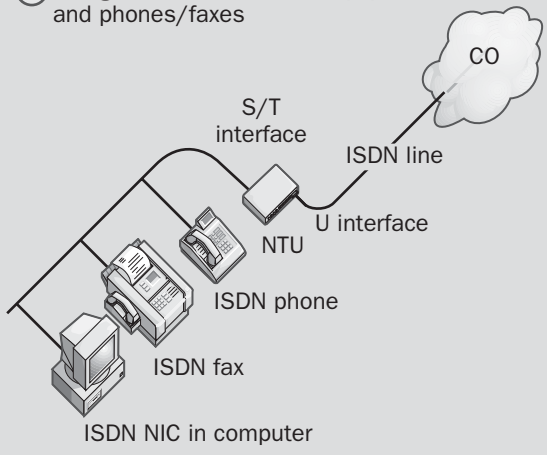 and phones/faxes
CO
S/T
interface
ISDN line
U interface
NTU
ISDN phone
ISDN fax
ISDN NIC in computer